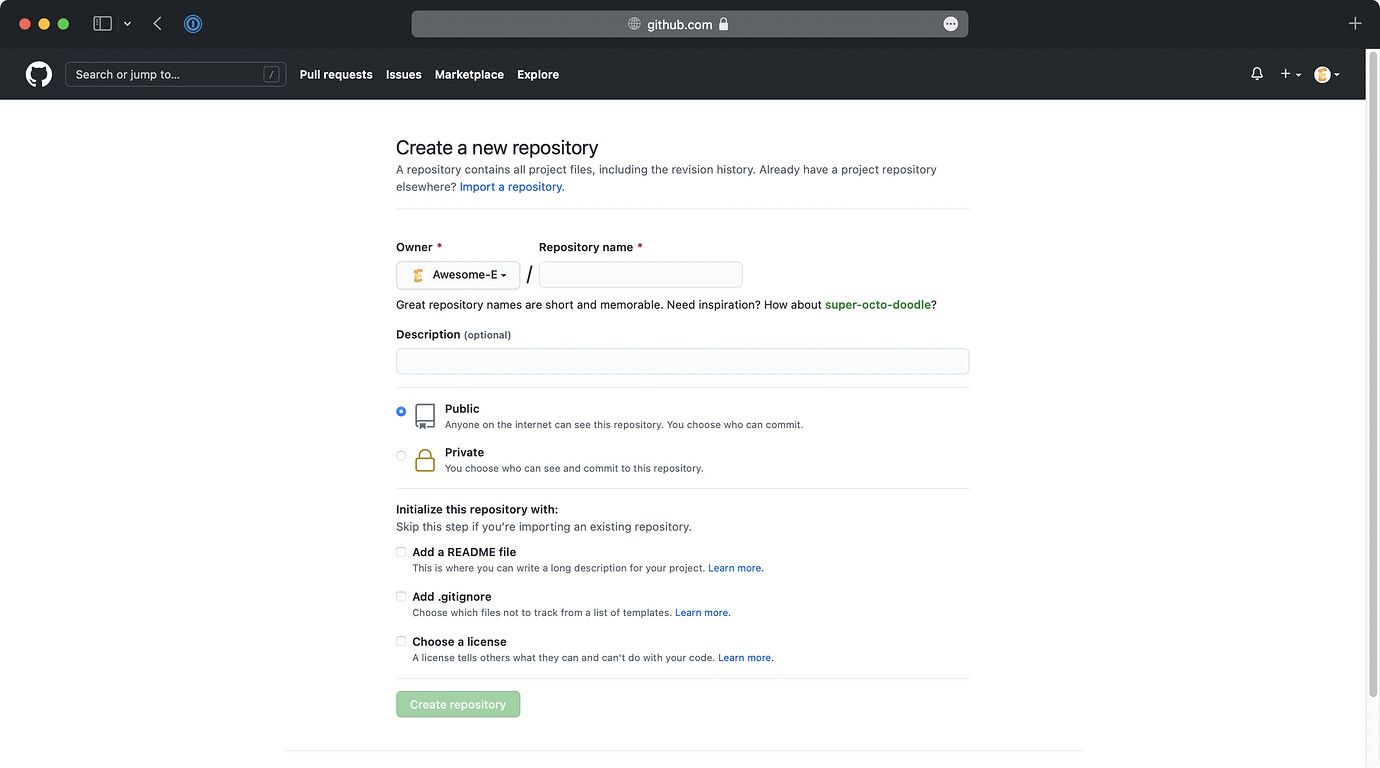 github.com
Search or jump to... /
Pull requests
Issues
Marketplace
Explore
Create a new repository
A repository contains all project files, including the revision history. Already have a project repository
elsewhere? Import a repository.
Owner *
Repository name *
Awesome-E /
Great repository names are short and memorable. Need inspiration? How about super-octo-doodle?
Description (optional)
Public
Anyone on the internet can see this repository. You choose who can commit.
Private
You choose who can see and commit to this repository.
Initialize this repository with:
Skip this step if you’re importing an existing repository.
Add a README file
This is where you can write a long description for your project. Learn more.
Add .gitignore
Choose which files not to track from a list of templates. Learn more.
Choose a license
A license tells others what they can and can't do with your code. Learn more.
Create repository